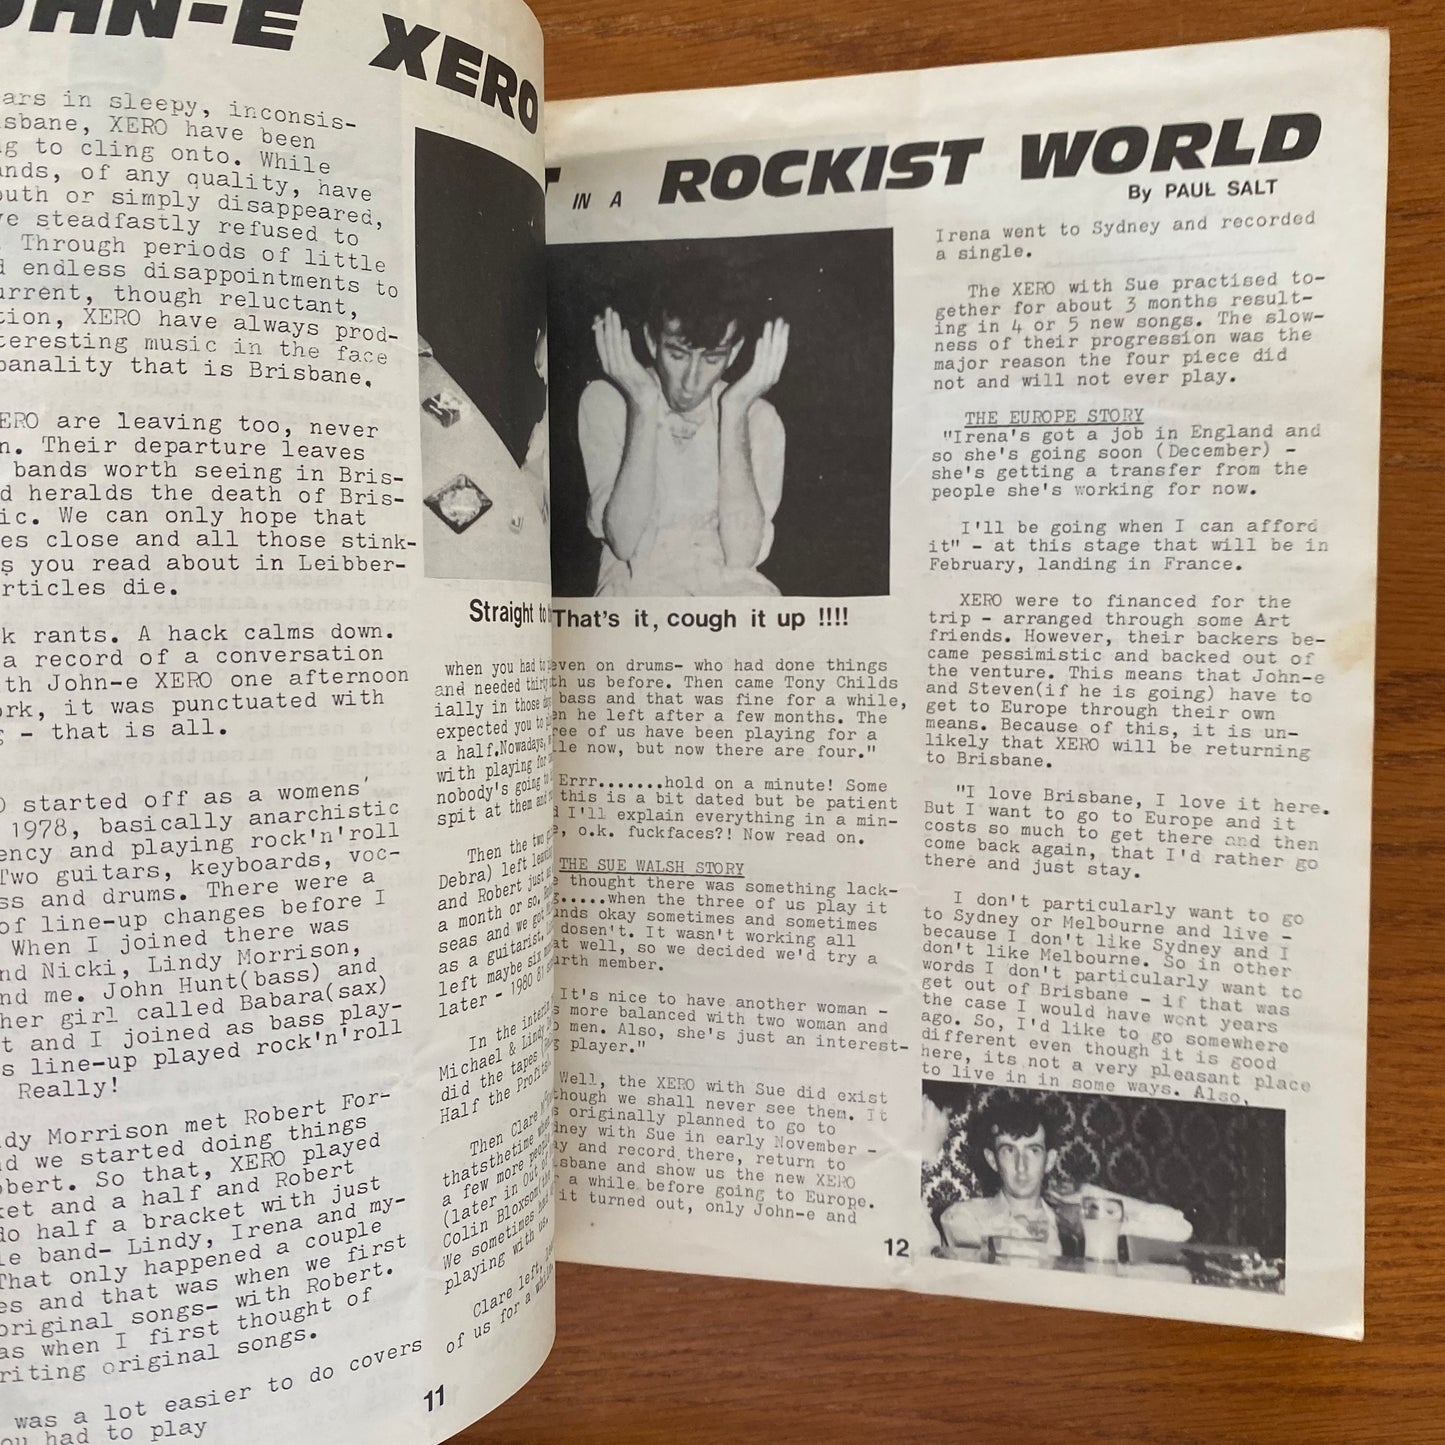 JOHN-E XERO
ars in sleepy, inconsis-
isbane, XERO have been
g to cling onto. While
ands, of any quality, have
outh or simply disappeared,
ve steadfastly refused to
. Through periods of little
d endless disappointments to
urrent, though reluctant,
tion, XERO have always prod-
teresting music in the face
banality that is Brisbane.
XERO are leaving too, never
n. Their departure leaves
bands worth seeing in Bris-
d heralds the death of Bris-
ic. We can only hope that
es close and all those stink-
s you read about in Leibber-
rticles die.
k rants. A hack calms down.
a record of a conversation
th John-e XERO one afternoon
ork, it was punctuated with
g - that is all.
O started off as a womens'
1978, basically anarchistic
ency and playing rock'n'roll
Two guitars, keyboards, voc-
ss and drums. There were a
of line-up changes before I
When I joined there was
nd Nicki, Lindy Morrison,
nd me. John Hunt(bass) and
her girl called Babara(sax)
t and I joined as bass play-
s line-up played rock'n'roll
Really!
dy Morrison met Robert For-
nd we started doing things
obert. So that, XERO played
ket and a half and Robert
do half a bracket with just
le band- Lindy, Irena and my-
That only happened a couple
es and that was when we first
original songs- with Robert.
as when I first thought of
riting original songs.
was a lot easier to do covers
ou had to play
Straight to
when you had to
and needed thirty
ially in those days
expected you to
a half.Nowadays,
with playing for
nobody's going to
spit at them and
Then the two
Debra) left leaving
and Robert just
a month or so.
seas and we got
as a guitarist.
left maybe six
later - 1980 81
In the interim
Michael & Lindy
did the tapes
Half the Profits
Then Clare
thatsthetime when
a few more people
(later in Out of
Colin Bloxsom(the
We sometimes had
playing with us.
Clare left,
of us for a while
11
T IN A ROCKIST WORLD
By PAUL SALT
That's it, cough it up !!!!
even on drums- who had done things
th us before. Then came Tony Childs
bass and that was fine for a while,
en he left after a few months. The
ree of us have been playing for a
le now, but now there are four."
Errr.......hold on a minute! Some
this is a bit dated but be patient
d I'll explain everything in a min-
e, o.k. fuckfaces?! Now read on.
THE SUE WALSH STORY
e thought there was something lack-
g.....when the three of us play it
unds okay sometimes and sometimes
dosen't. It wasn't working all
at well, so we decided we'd try a
urth member.
It's nice to have another woman -
s more balanced with two woman and
o men. Also, she's just an interest-
g player."
Well, the XERO with Sue did exist
though we shall never see them. It
s originally planned to go to
dney with Sue in early November -
ay and record there, return to
isbane and show us the new XERO
r a while before going to Europe.
it turned out, only John-e and
12
Irena went to Sydney and recorded
a single.
The XERO with Sue practised to-
gether for about 3 months result-
ing in 4 or 5 new songs. The slow-
ness of their progression was the
major reason the four piece did
not and will not ever play.
THE EUROPE STORY
"Irena's got a job in England and
so she's going soon (December) -
she's getting a transfer from the
people she's working for now.
I'll be going when I can afford
it" - at this stage that will be in
February, landing in France.
XERO were to financed for the
trip - arranged through some Art
friends. However, their backers be-
came pessimistic and backed out of
the venture. This means that John-e
and Steven(if he is going) have to
get to Europe through their own
means. Because of this, it is un-
likely that XERO will be returning
to Brisbane.
"I love Brisbane, I love it here.
But I want to go to Europe and it
costs so much to get there and then
come back again, that I'd rather go
there and just stay.
I don't particularly want to go
to Sydney or Melbourne and live -
because I don't like Sydney and I
don't like Melbourne. So in other
words I don't particularly want to
get out of Brisbane - if that was
the case I would have went years
ago. So, I'd like to go somewhere
different even though it is good
here, its not a very pleasant place
to live in in some ways. Also,